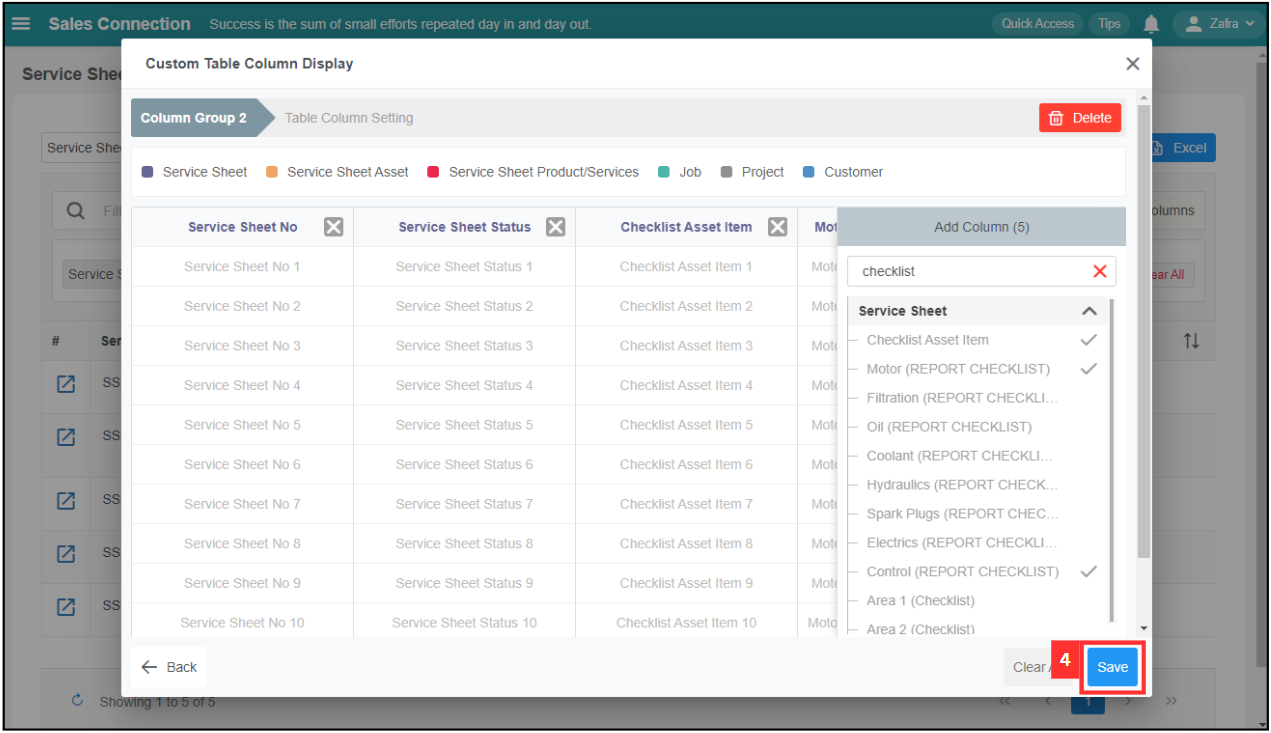 Sales Connection Success is the sum of small efforts repeated day in and day out. Quick Access Tips Zafra
Service Shee
Custom Table Column Display
Column Group 2 Table Column Setting Delete
Service She Excel
Service Sheet Service Sheet Asset Service Sheet Product/Services Job Project Customer
Filt olumns
Service Sheet No Service Sheet Status Checklist Asset Item Mot Add Column (5)
Service S ear All
Service Sheet No 1 Service Sheet Status 1 Checklist Asset Item 1 Moto checklist
Service Sheet No 2 Service Sheet Status 2 Checklist Asset Item 2 Moto Service Sheet
# Ser
Service Sheet No 3 Service Sheet Status 3 Checklist Asset Item 3 Moto Checklist Asset Item
Motor (REPORT CHECKLIST)
SS
Service Sheet No 4 Service Sheet Status 4 Checklist Asset Item 4 Moto Filtration (REPORT CHECKLI...
Service Sheet No 5 Service Sheet Status 5 Checklist Asset Item 5 Moto Oil (REPORT CHECKLIST)
SS
Service Sheet No 6 Service Sheet Status 6 Checklist Asset Item 6 Moto Coolant (REPORT CHECKLI...
Hydraulics (REPORT CHECK...
SS
Service Sheet No 7 Service Sheet Status 7 Checklist Asset Item 7 Moto Spark Plugs (REPORT CHEC...
Service Sheet No 8 Service Sheet Status 8 Checklist Asset Item 8 Moto Electrics (REPORT CHECKLI...
SS
Service Sheet No 9 Service Sheet Status 9 Checklist Asset Item 9 Moto Control (REPORT CHECKLIST)
SS
Area 1 (Checklist)
Service Sheet No 10 Service Sheet Status 10 Checklist Asset Item 10 Moto Area 2 (Checklist)
Back Clear A 4 Save
Showing 1 to 5 of 5 << < 1 > >>